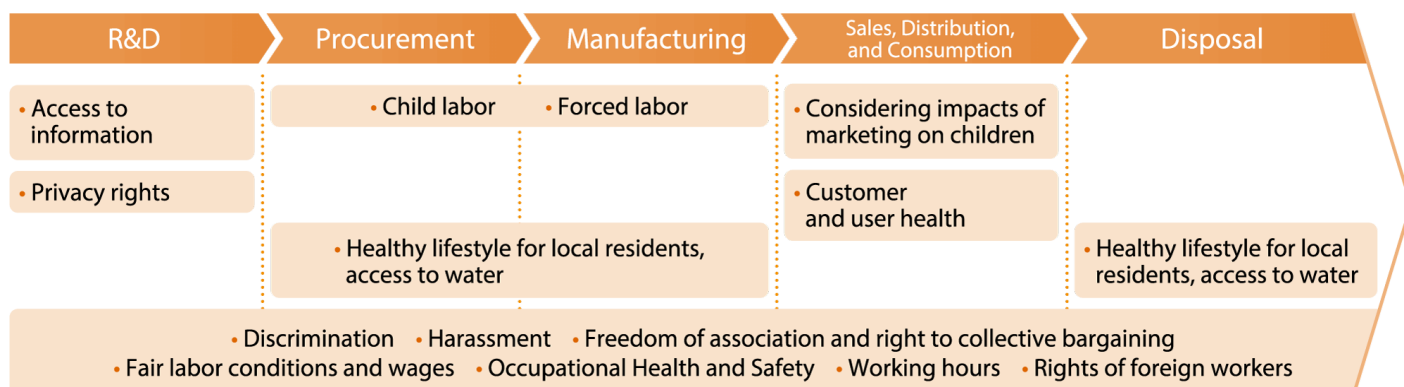 R&D
Procurement
Manufacturing
Sales, Distribution,
and Consumption
Disposal
• Access to
information
• Privacy rights
• Child labor • Forced labor
• Healthy lifestyle for local residents,
access to water
• Considering impacts of
marketing on children
• Customer
and user health
• Healthy lifestyle for local
residents, access to water
• Discrimination • Harassment • Freedom of association and right to collective bargaining
• Fair labor conditions and wages • Occupational Health and Safety • Working hours • Rights of foreign workers